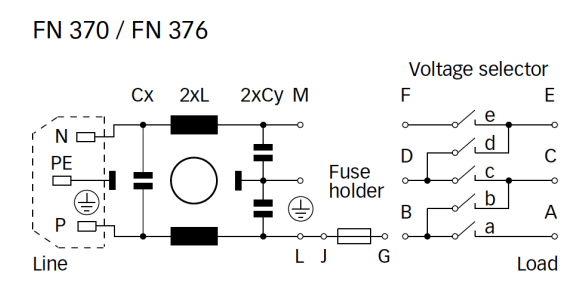 FN 370 / FN 376
Voltage selector
Cx 2xL 2xCy M F E
e
N
d
PE D C
Fuse c
holder
b
B A
P a
L J G
Line Load